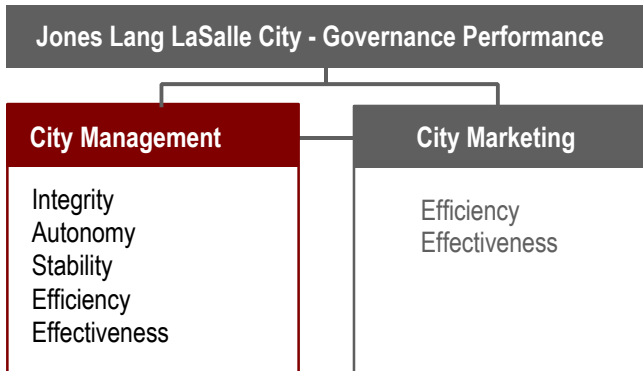 Jones Lang LaSalle City - Governance Performance
City Management
Integrity
Autonomy
Stability
Efficiency
Effectiveness
City Marketing
Efficiency
Effectiveness